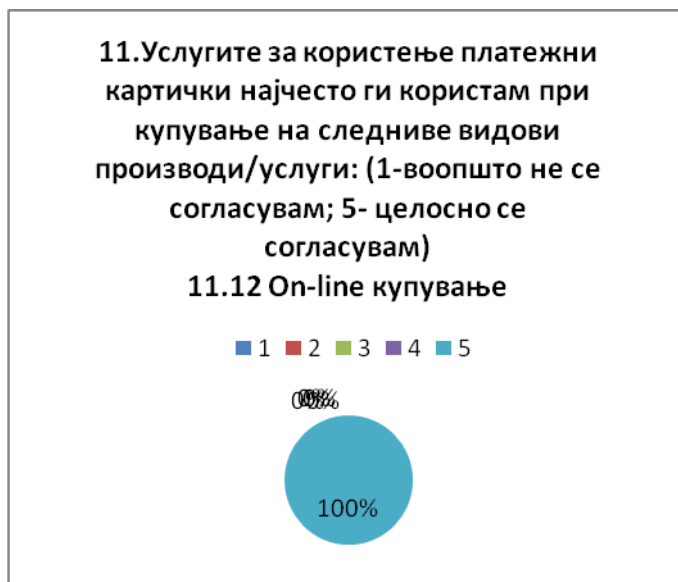 11.Услугите за користење платежни
картички најчесто ги користам при
купување на следниве видови
производи/услуги: (1-воопшто не се
согласувам; 5- целосно се
согласувам)
11.12 On-line купување
1 2 3 4 5
100%